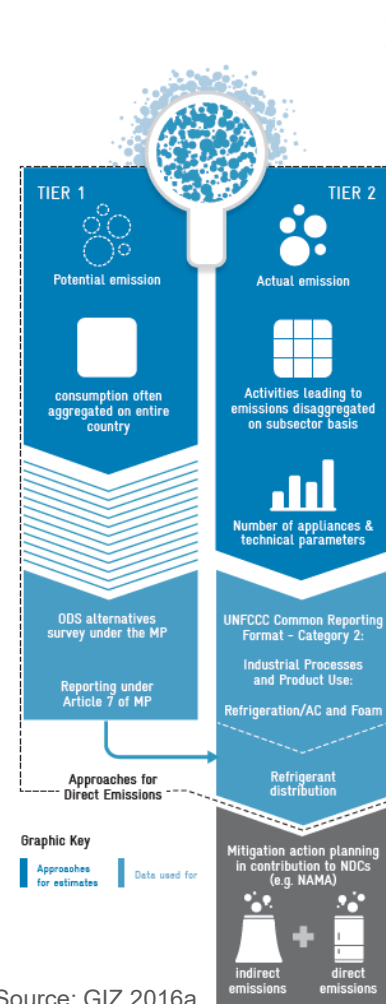 TIER 1
Potential emission
consumption often
aggregated on entire
country
ODS alternatives
survey under the MP
Reporting under
Article 7 of MP
TIER 2
Actual emission
Activities leading to
emissions disaggregated
on subsector basis
Number of appliances &
technical parameters
UNFCCC Common Reporting
Format - Category 2:
Industrial Processes
and Product Use:
Refrigeration/AC and Foam
Refrigerant
distribution
Approaches for
Direct Emissions
Mitigation action planning
in contribution to NDCs
(e.g. NAMA)
indirect
emissions
+
direct
emissions
Graphic Key
Approaches
for estimates
Data used for
Source: GIZ 2016a